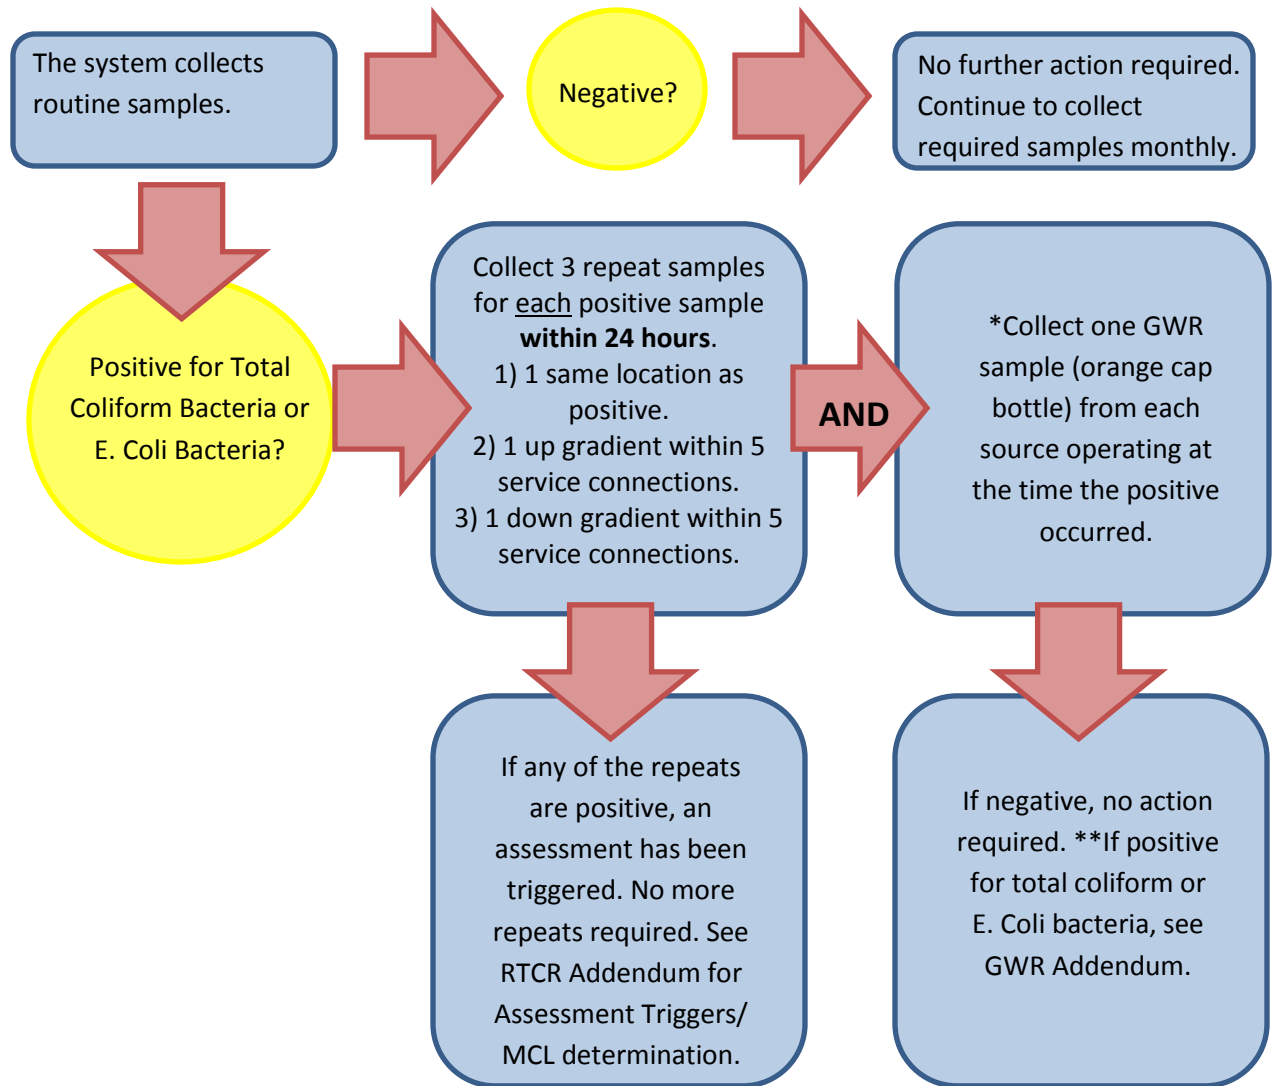 The system collects
routine samples.
Negative?
No further action required.
Continue to collect
required samples monthly.
Positive for Total
Coliform Bacteria or
E. Coli Bacteria?
Collect 3 repeat samples
for each positive sample
within 24 hours.
1) 1 same location as
positive.
2) 1 up gradient within 5
service connections.
3) 1 down gradient within 5
service connections.
AND
*Collect one GWR
sample (orange cap
bottle) from each
source operating at
the time the positive
occurred.
If any of the repeats
are positive, an
assessment has been
triggered. No more
repeats required. See
RTCR Addendum for
Assessment Triggers/
MCL determination.
If negative, no action
required. **If positive
for total coliform or
E. Coli bacteria, see
GWR Addendum.